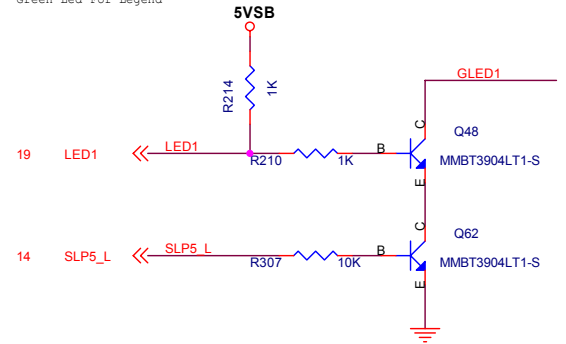 Green Led For Legend
5VSB
R214
1K
GLED1
C
Q48
19 LED1 LED1
R210 1K B
MMBT3904LT1-S
E
C
Q62
14 SLP5_L SLP5_L
R307 10K B
MMBT3904LT1-S
E